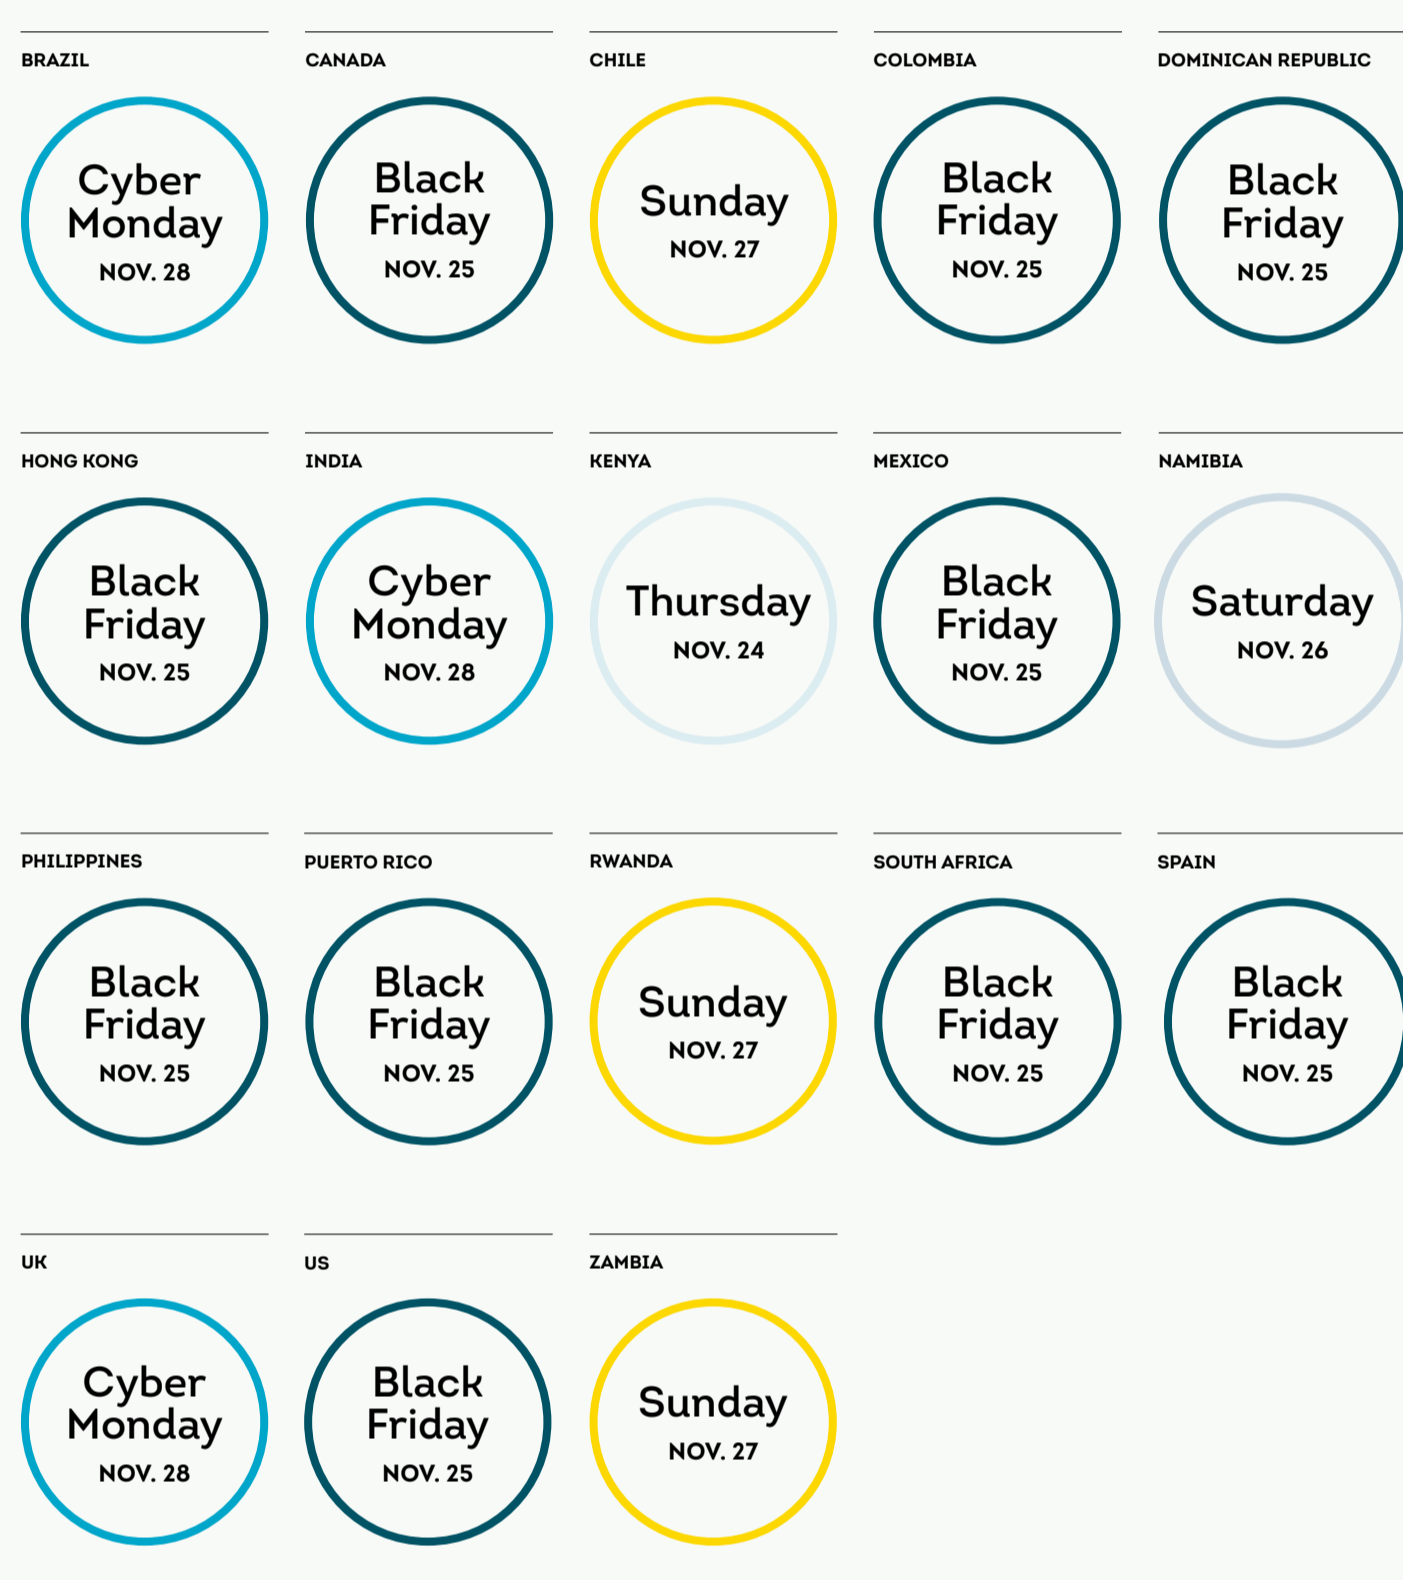 BRAZIL
Cyber
Monday
NOV. 28
CANADA
Black
Friday
NOV. 25
CHILE
Sunday
NOV. 27
COLOMBIA
Black
Friday
NOV. 25
DOMINICAN REPUBLIC
Black
Friday
NOV. 25
HONG KONG
Black
Friday
NOV. 25
INDIA
Cyber
Monday
NOV. 28
KENYA
Thursday
NOV. 24
MEXICO
Black
Friday
NOV. 25
NAMIBIA
Saturday
NOV. 26
PHILIPPINES
Black
Friday
NOV. 25
PUERTO RICO
Black
Friday
NOV. 25
RWANDA
Sunday
NOV. 27
SOUTH AFRICA
Black
Friday
NOV. 25
SPAIN
Black
Friday
NOV. 25
UK
Cyber
Monday
NOV. 28
US
Black
Friday
NOV. 25
ZAMBIA
Sunday
NOV. 27